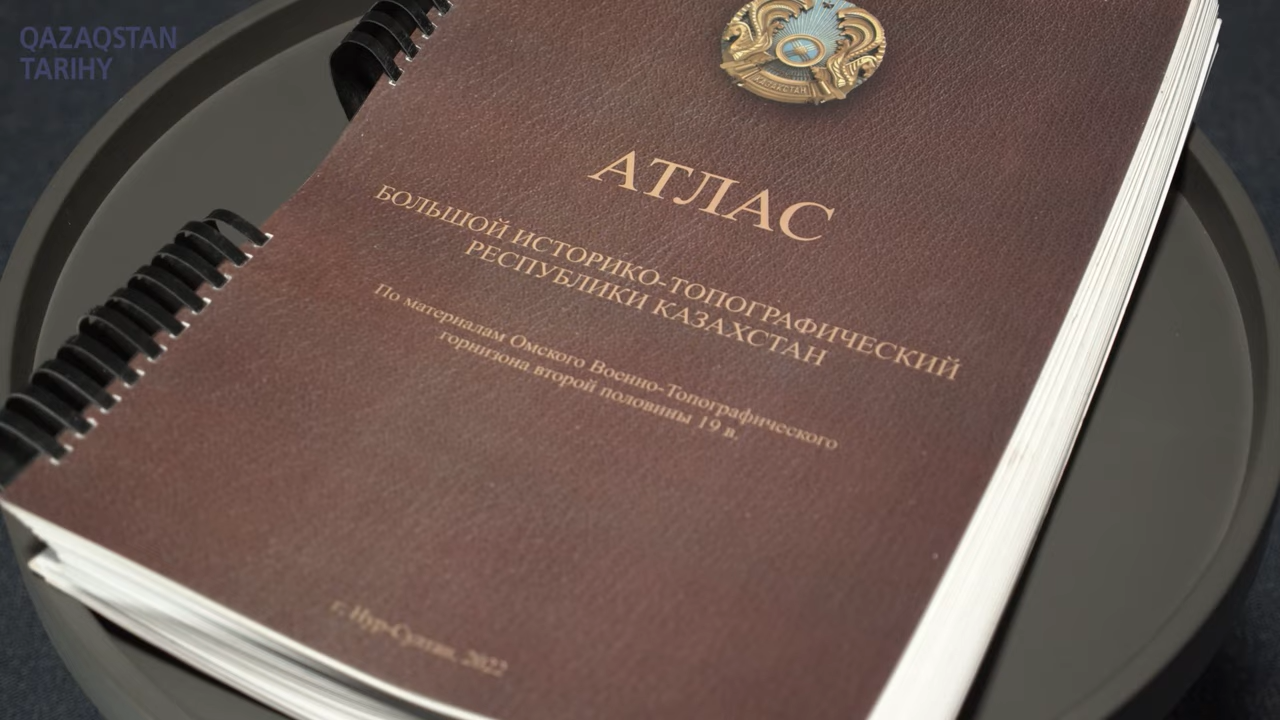 QAZAQSTAN
TARIHY
ҚАЗАҚСТАН
АТЛАС
БОЛЬШОЙ ИСТОРИКО-ТОПОГРАФИЧЕСКИЙ
РЕСПУБЛИКИ КАЗАХСТАН
По материалам Омского Военно-Топографического
горнизона второй половины 19 в.
г. Нур-Султан, 2022